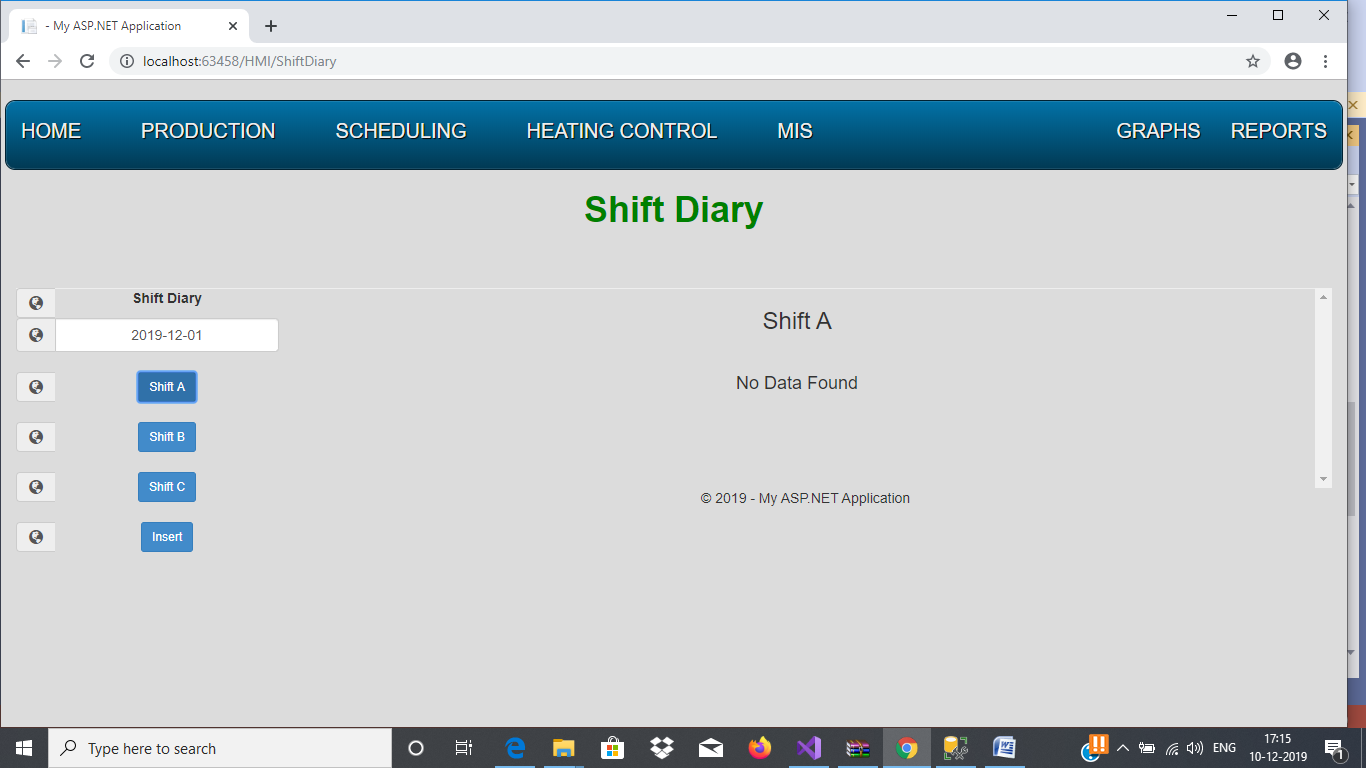 - My ASP.NET Application
localhost:63458/HMI/ShiftDiary
HOME PRODUCTION SCHEDULING HEATING CONTROL MIS GRAPHS REPORTS
Shift Diary
Shift Diary
2019-12-01
Shift A
Shift B
Shift C
Insert
Shift A
No Data Found
© 2019 - My ASP.NET Application
Type here to search
ENG
17:15
10-12-2019
1